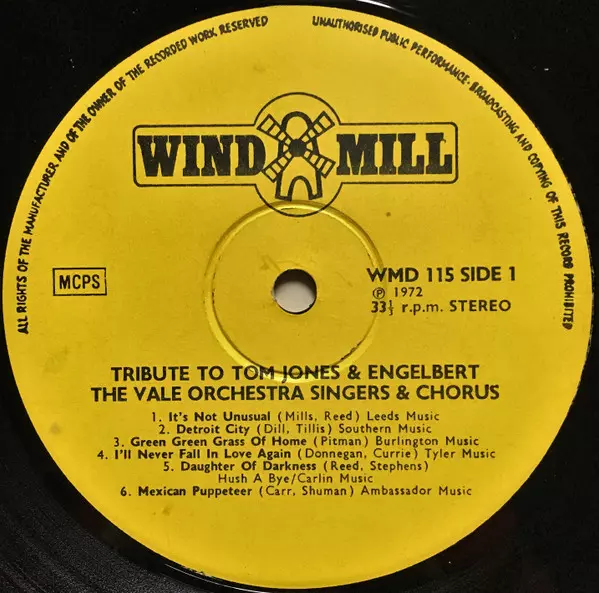 ALL RIGHTS OF THE MANUFACTURER AND OF THE OWNER OF THE RECORDED WORK RESERVED
UNAUTHORISED PUBLIC PERFORMANCE · BROADCASTING AND COPYING OF THIS RECORD PROHIBITED
WIND MILL
MCPS
WMD 115 SIDE 1
℗ 1972
33⅓ r.p.m. STEREO
TRIBUTE TO TOM JONES & ENGELBERT
THE VALE ORCHESTRA SINGERS & CHORUS
1. It's Not Unusual (Mills, Reed) Leeds Music
2. Detroit City (Dill, Tillis) Southern Music
3. Green Green Grass Of Home (Pitman) Burlington Music
4. I'll Never Fall In Love Again (Donnegan, Currie) Tyler Music
5. Daughter Of Darkness (Reed, Stephens)
Hush A Bye/Carlin Music
6. Mexican Puppeteer (Carr, Shuman) Ambassador Music